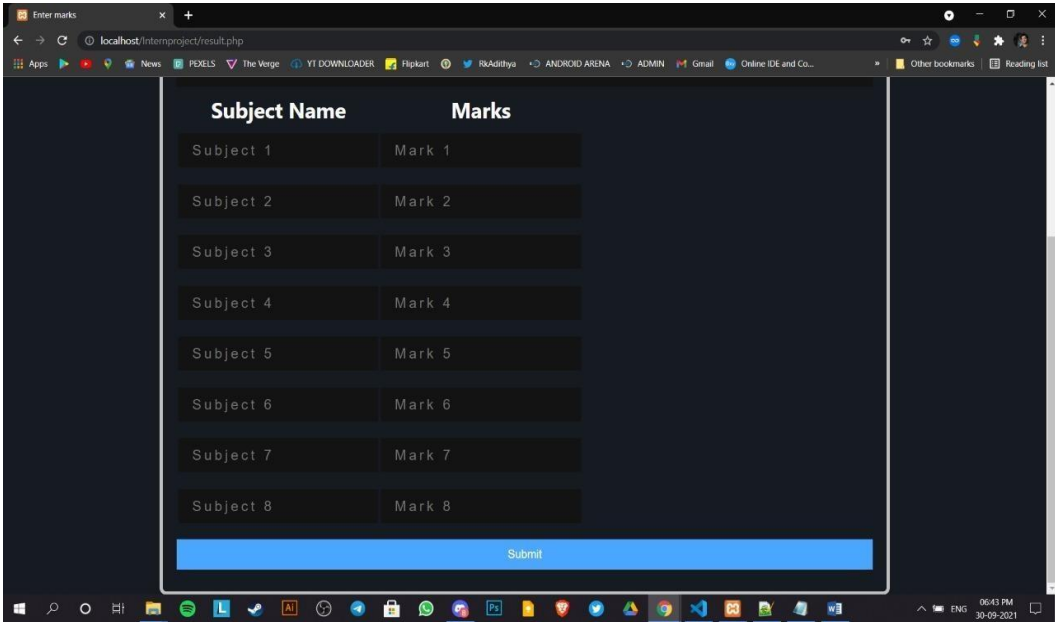 Enter marks
localhost/Internproject/result.php
Apps News PEXELS The Verge YT DOWNLOADER Flipkart RkAdithya ANDROID ARENA ADMIN Gmail Online IDE and Co... » Other bookmarks Reading list
Subject Name Marks
Subject 1 Mark 1
Subject 2 Mark 2
Subject 3 Mark 3
Subject 4 Mark 4
Subject 5 Mark 5
Subject 6 Mark 6
Subject 7 Mark 7
Subject 8 Mark 8
Submit
L Ai Ps ENG 06:43 PM
30-09-2021